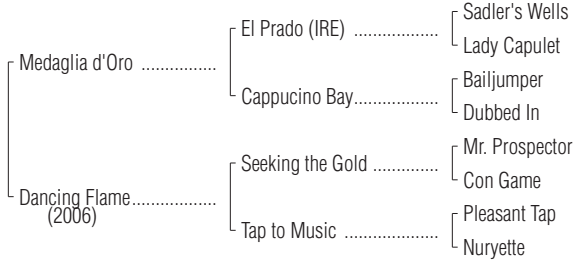 Sadler's Wells
El Prado (IRE) ..................
Lady Capulet
Medaglia d'Oro ................
Bailjumper
Cappucino Bay..................
Dubbed In
Mr. Prospector
Seeking the Gold ..............
Con Game
Dancing Flame..................
(2006)
Pleasant Tap
Tap to Music ....................
Nuryette